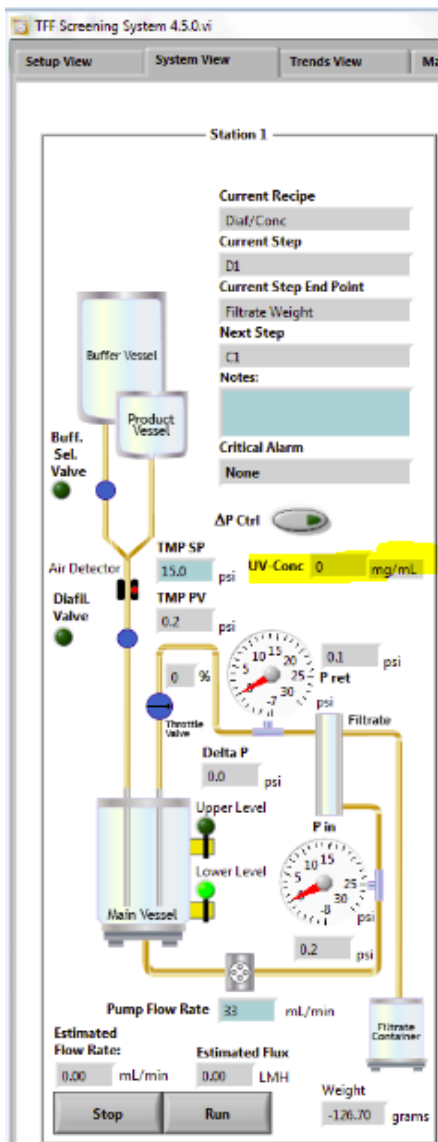 TFF Screening System 4.5.0.vi
Setup View
System View
Trends View
Ma
Station 1
Current Recipe
Diaf/Conc
Current Step
D1
Current Step End Point
Filtrate Weight
Next Step
C1
Notes:
Critical Alarm
None
Buffer Vessel
Product
Vessel
Buff.
Sel.
Valve
ΔP Ctrl
Air Detector
TMP SP
15.0 psi
UV-Conc 0 mg/mL
Diafil.
Valve
TMP PV
0.2 psi
0 %
Throttle
Valve
-7 0 5 10 15 20 25 30
psi
0.1 psi
P ret
Filtrate
Delta P
0.0 psi
Upper Level
Lower Level
Main Vessel
P in
-8 0 5 10 15 25 30
psi
0.2 psi
Pump Flow Rate 33 mL/min
Filtrate
Container
Estimated
Flow Rate:
0.00 mL/min
Estimated Flux
0.00 LMH
Weight
-126.70 grams
Stop
Run